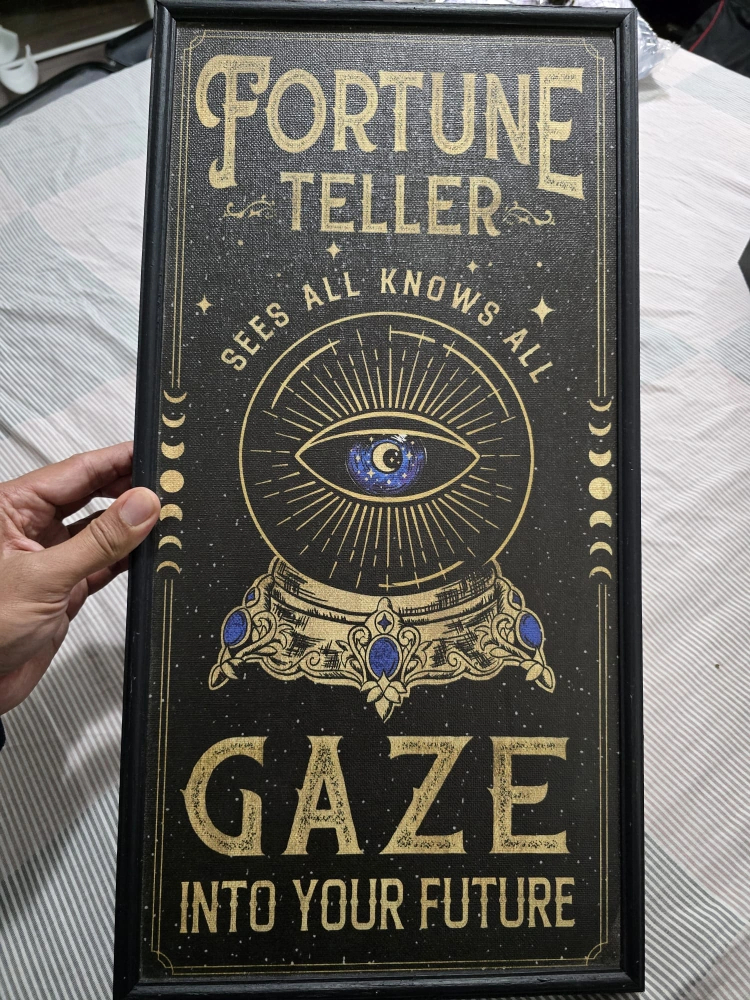 FORTUNE
TELLER
SEES ALL KNOWS ALL
GAZE
INTO YOUR FUTURE